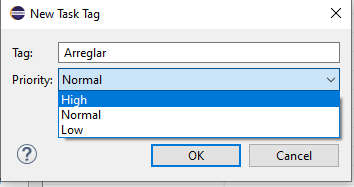 New Task Tag
Tag: Arreglar
Priority: Normal
High
Normal
Low
? OK Cancel